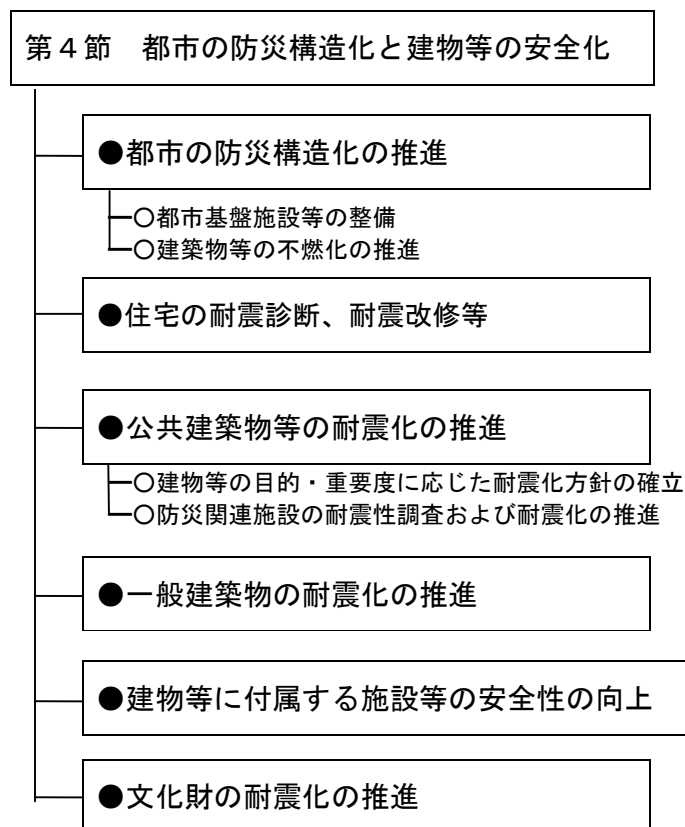 第４節　都市の防災構造化と建物等の安全化
●都市の防災構造化の推進
○都市基盤施設等の整備
○建築物等の不燃化の推進
●住宅の耐震診断、耐震改修等
●公共建築物等の耐震化の推進
○建物等の目的・重要度に応じた耐震化方針の確立
○防災関連施設の耐震性調査および耐震化の推進
●一般建築物の耐震化の推進
●建物等に付属する施設等の安全性の向上
●文化財の耐震化の推進